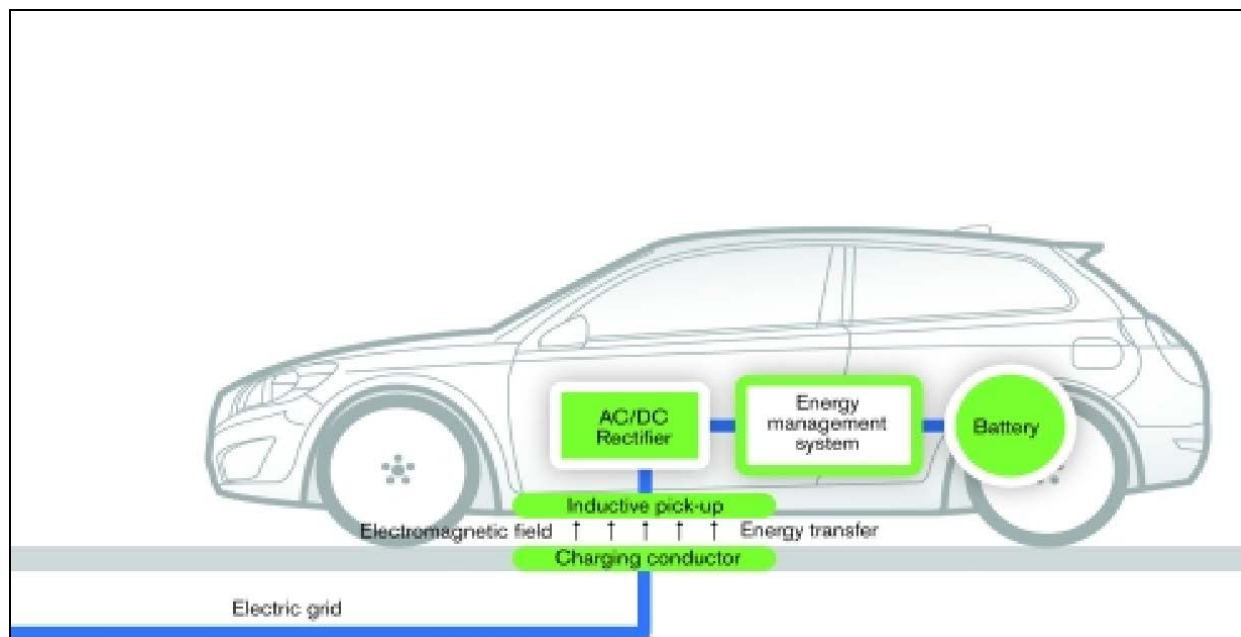 AC/DC
Rectifier
Energy
management
system
Battery
Inductive pick-up
Electromagnetic field
Energy transfer
Charging conductor
Electric grid